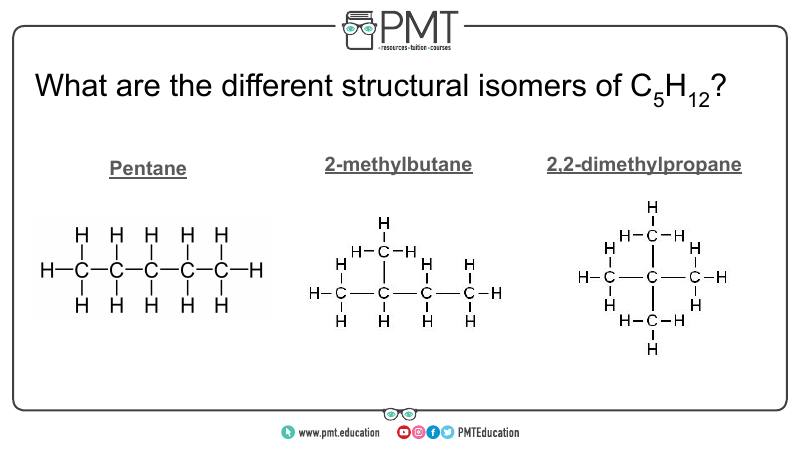 PMT
resources·tuition·courses
What are the different structural isomers of C₅H₁₂?
Pentane
H H H H H
H—C—C—C—C—C—H
H H H H H
2-methylbutane
H
H—C—H
H H H
H—C—C—C—C—H
H H H H
2,2-dimethylpropane
H
H—C—H
H H
H—C—C—C—H
H H
H—C—H
H
www.pmt.education
PMTEducation